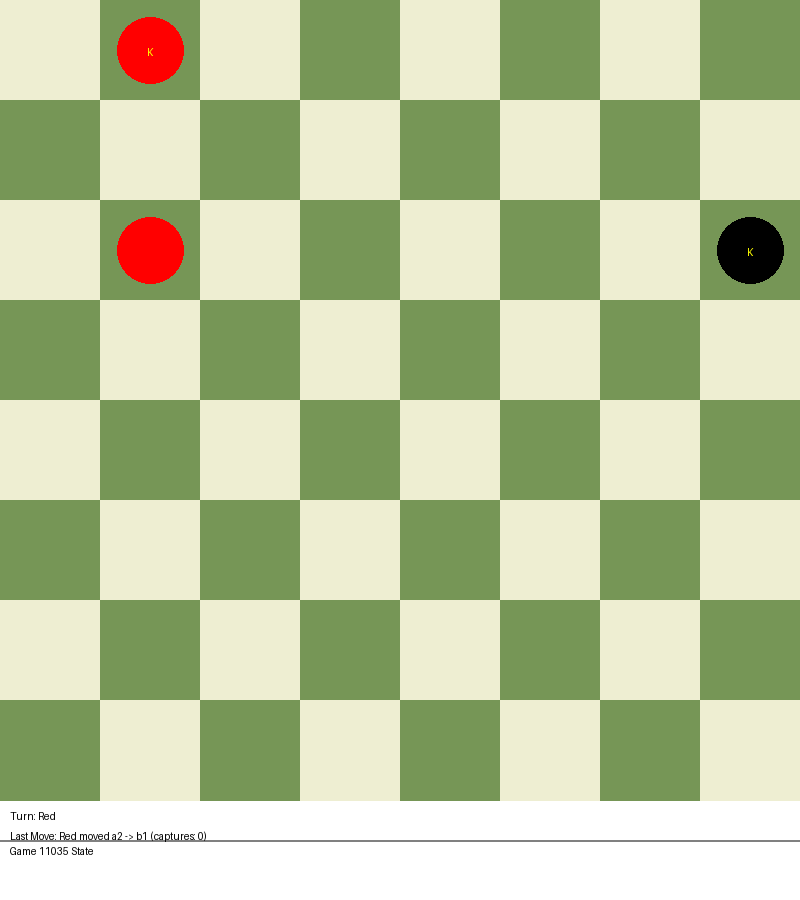 K
K
Turn: Red
Last Move: Red moved a2 -> b1 (captures: 0)
Game 11035 State